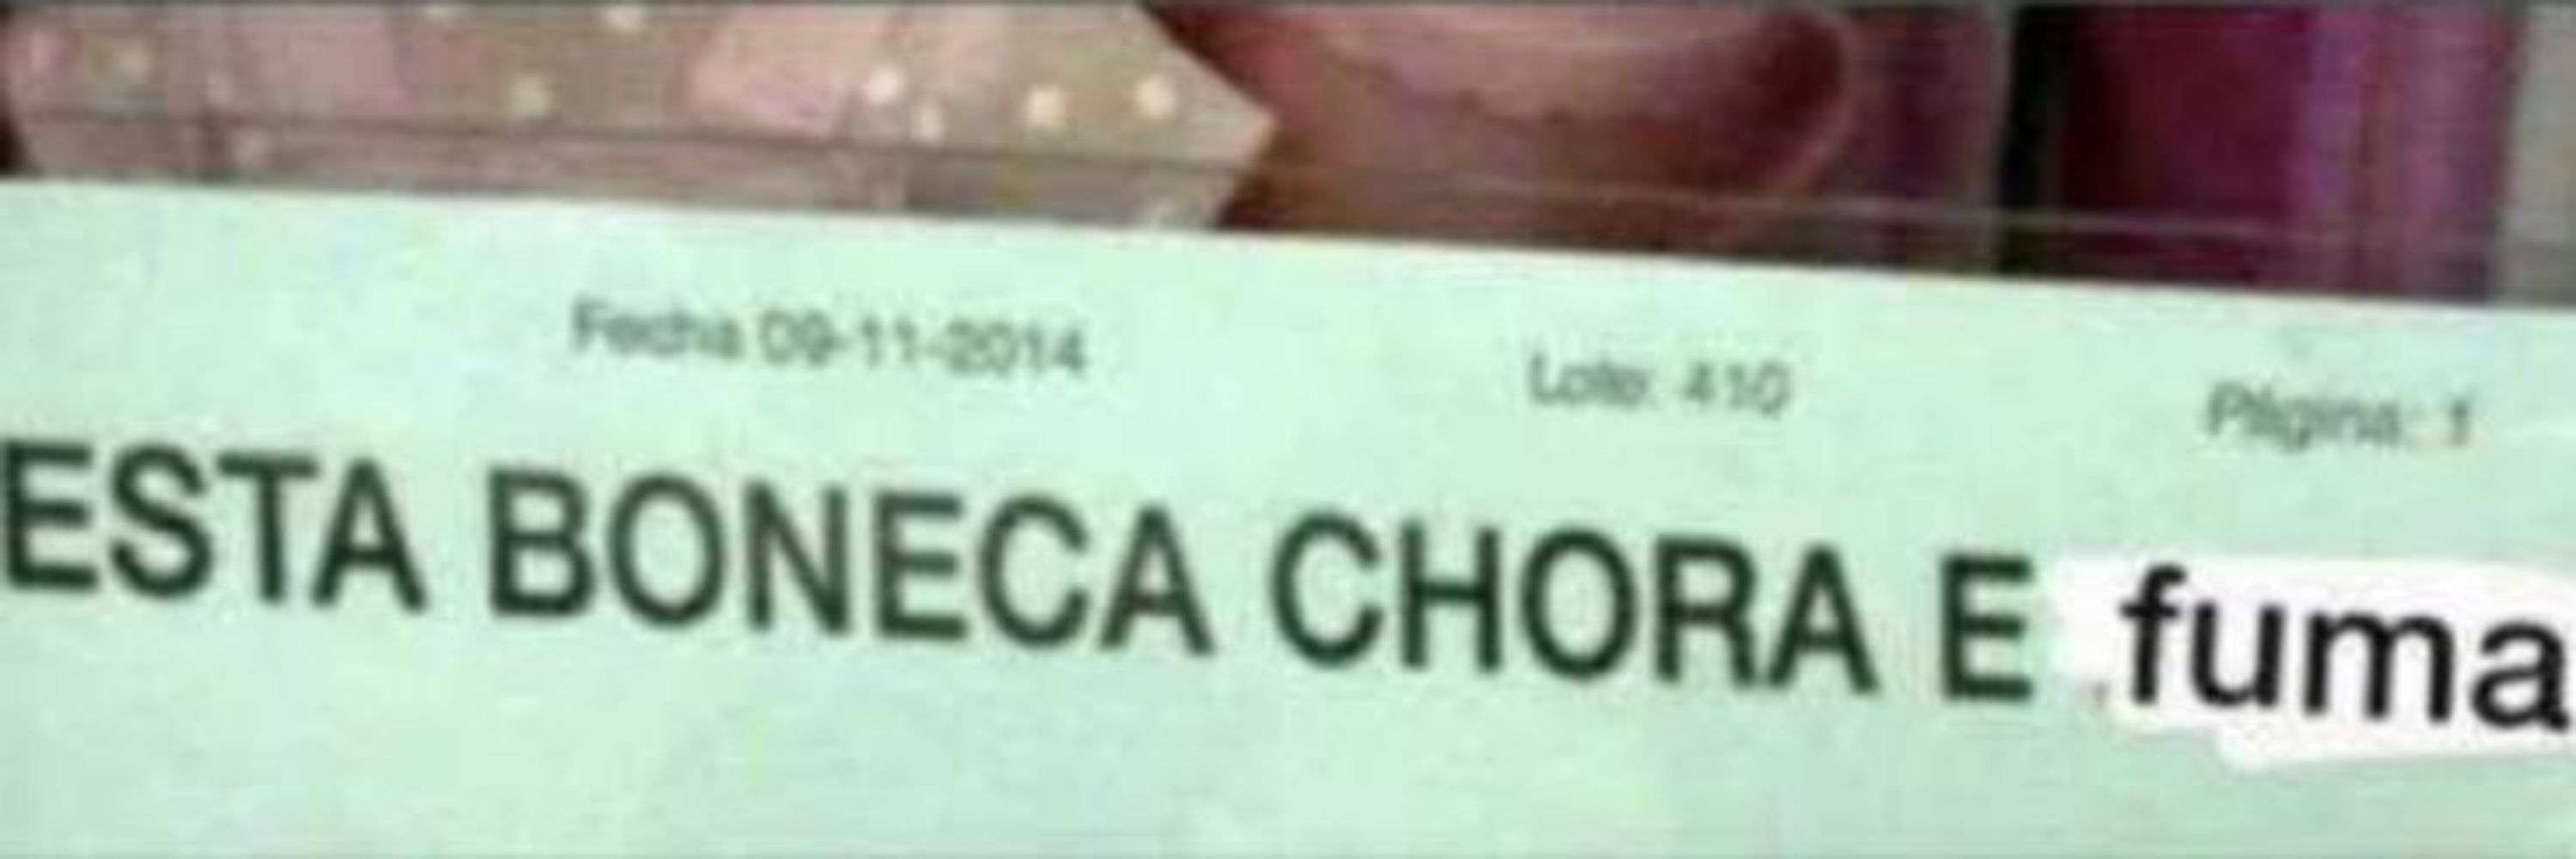 Fecha 09-11-2014 Lote: 410 Página: 1
ESTA BONECA CHORA E fuma